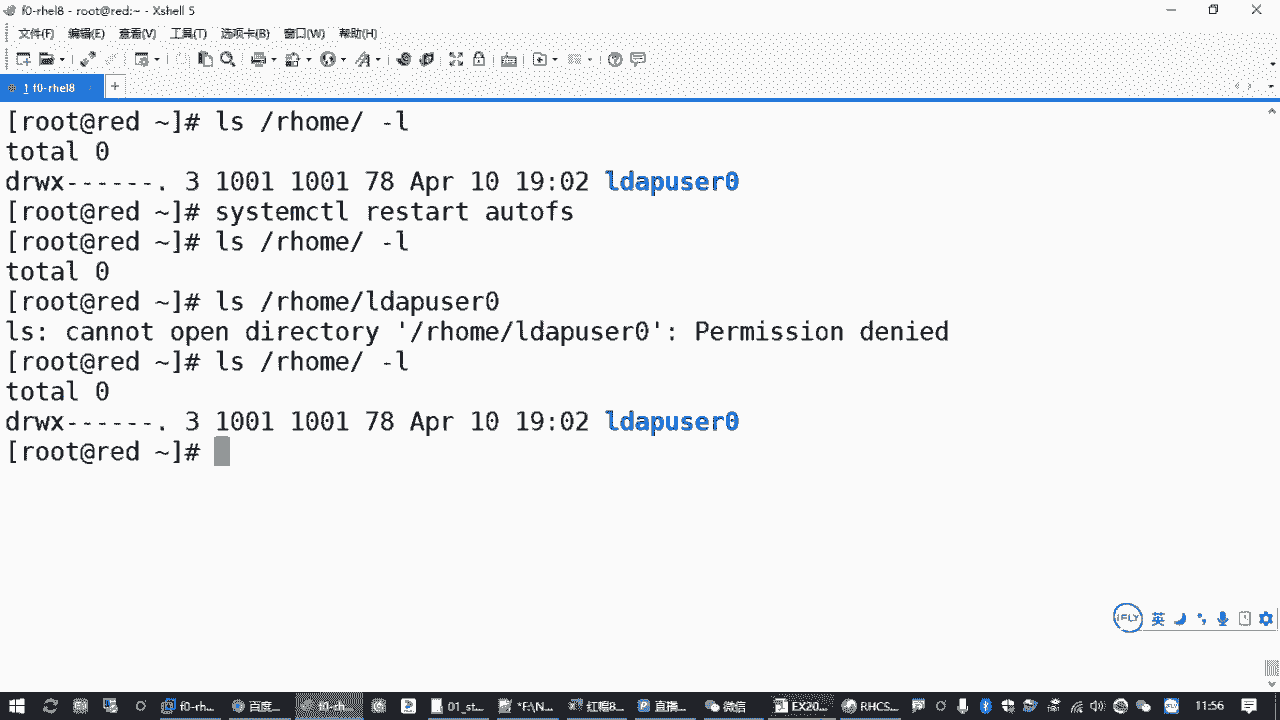 f0-rhel8 - root@red:~ - Xshell 5
文件(F) 编辑(E) 查看(V) 工具(T) 选项卡(B) 窗口(W) 帮助(H)
1 f0-rhel8
[root@red ~]# ls /rhome/ -l
total 0
drwx------. 3 1001 1001 78 Apr 10 19:02 ldapuser0
[root@red ~]# systemctl restart autofs
[root@red ~]# ls /rhome/ -l
total 0
[root@red ~]# ls /rhome/ldapuser0
ls: cannot open directory '/rhome/ldapuser0': Permission denied
[root@red ~]# ls /rhome/ -l
total 0
drwx------. 3 1001 1001 78 Apr 10 19:02 ldapuser0
[root@red ~]#
iFLY 英
f0-rh... 百度... f0-rh... 01_st... *F\N... 红帽8... 直播... 微信 EX20... RHCS... 11:56